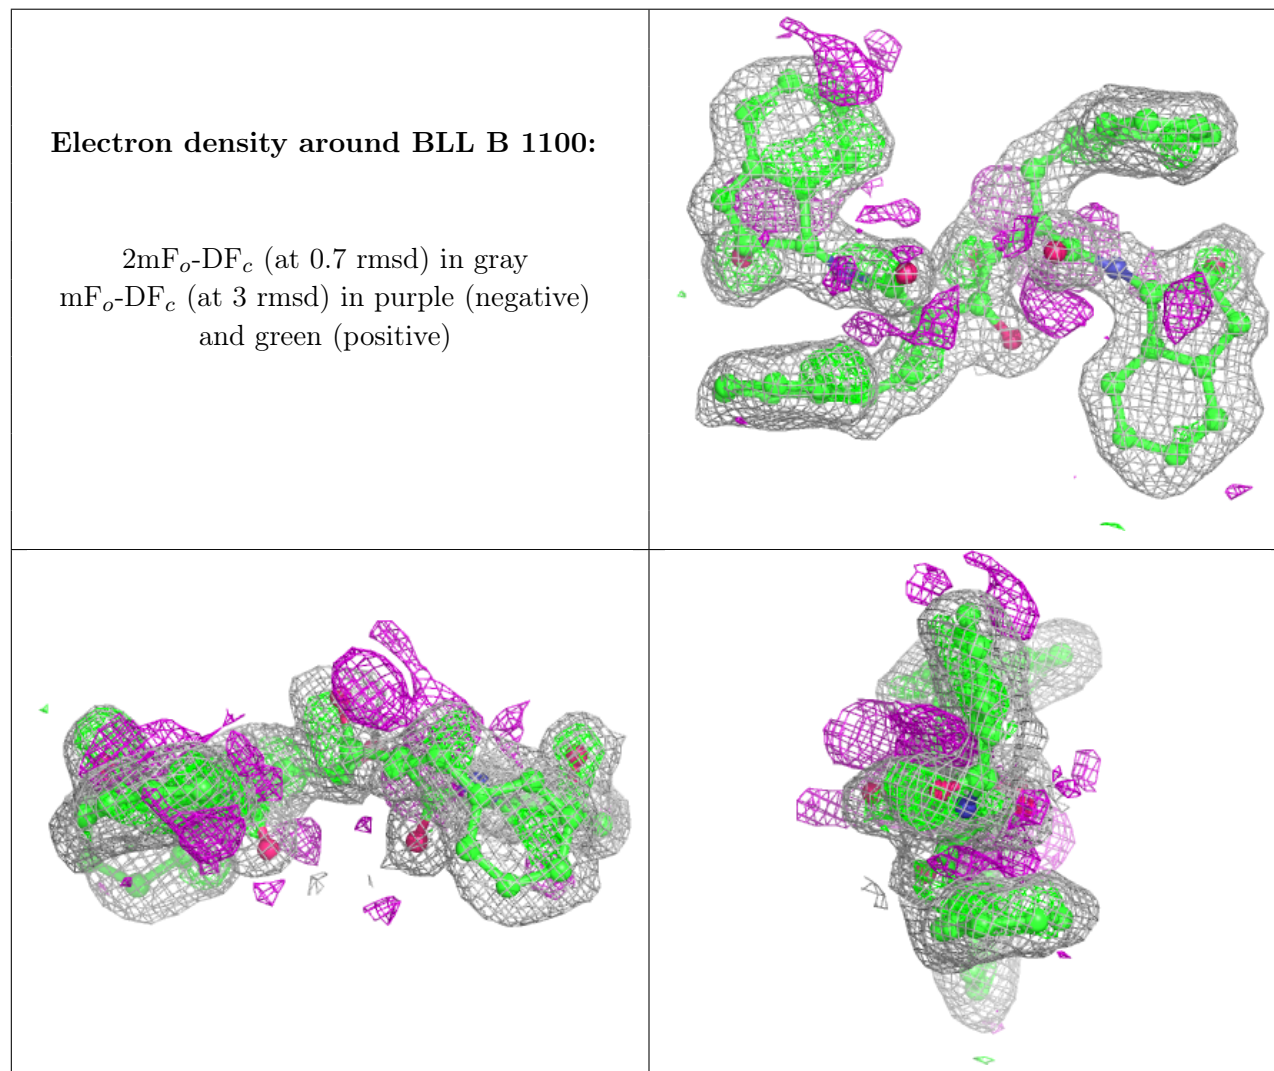 Electron density around BLL B 1100:
2mFₒ-DF𝒸 (at 0.7 rmsd) in gray
mFₒ-DF𝒸 (at 3 rmsd) in purple (negative)
and green (positive)